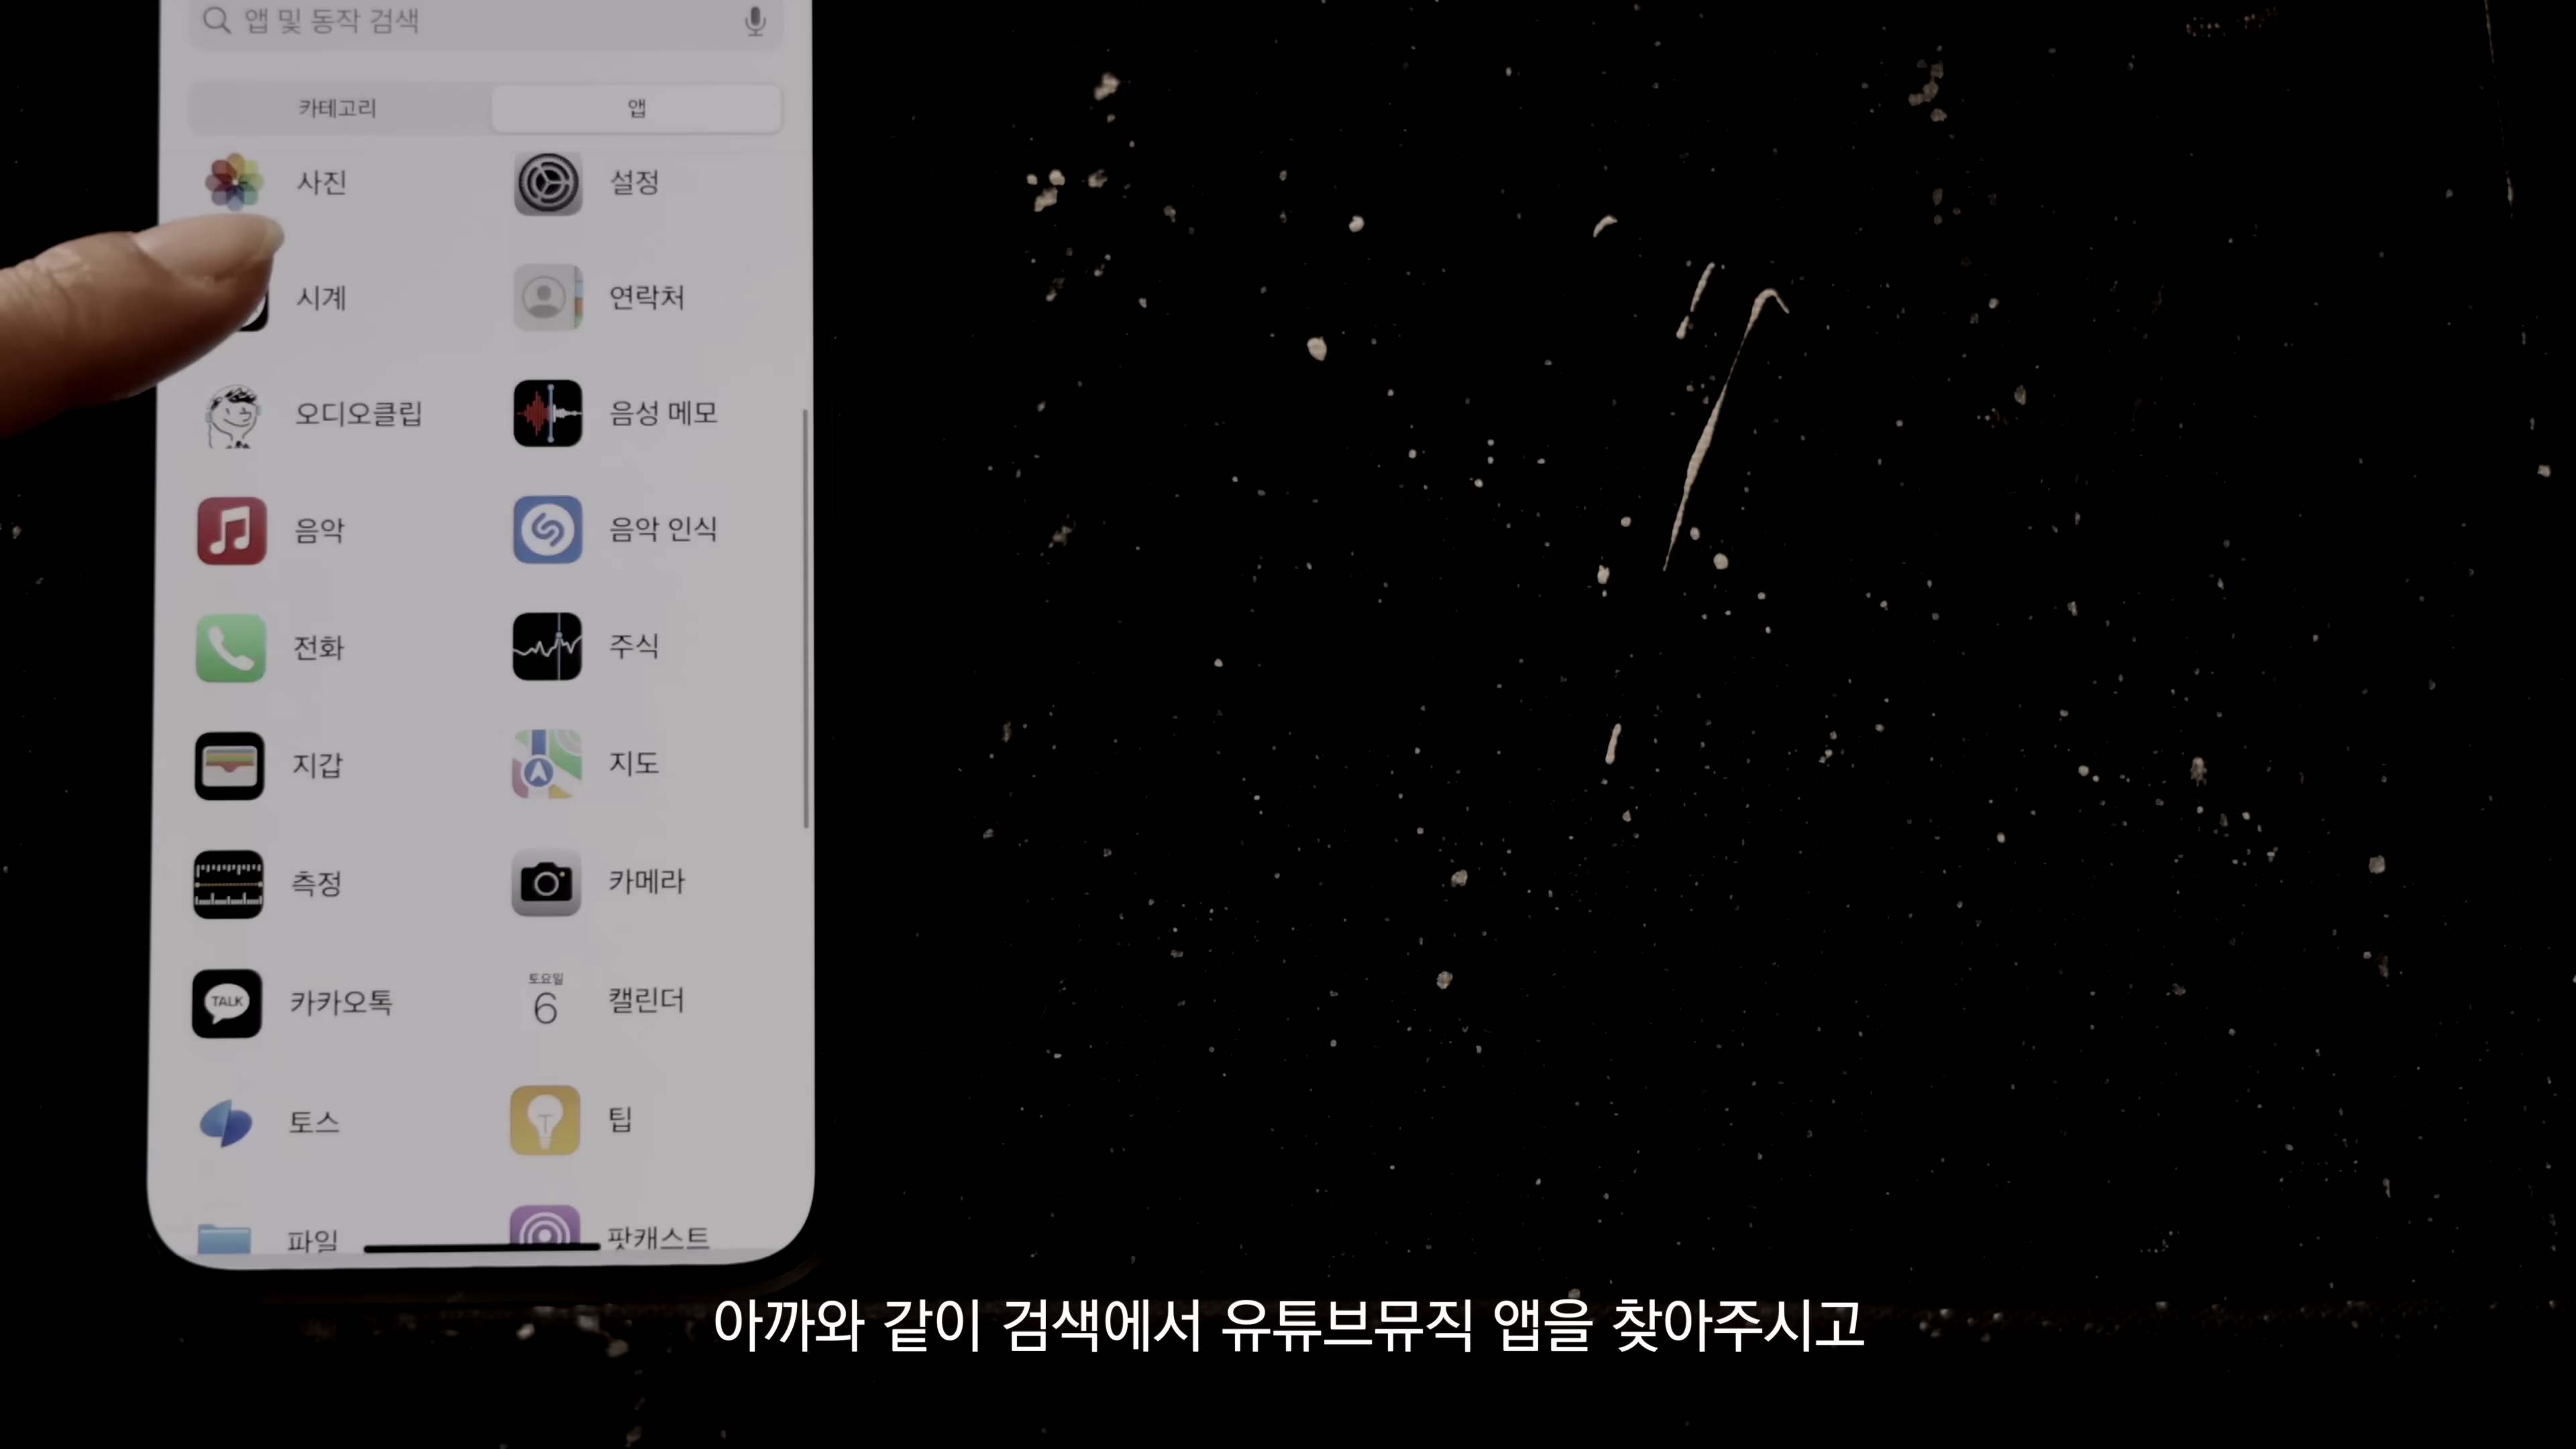 앱 및 동작 검색
카테고리 앱
사진 설정
시계 연락처
오디오클립 음성 메모
음악 음악 인식
전화 주식
지갑 지도
측정 카메라
TALK 카카오톡 토요일 6 캘린더
토스 팁
파일 팟캐스트
아까와 같이 검색에서 유튜브뮤직 앱을 찾아주시고